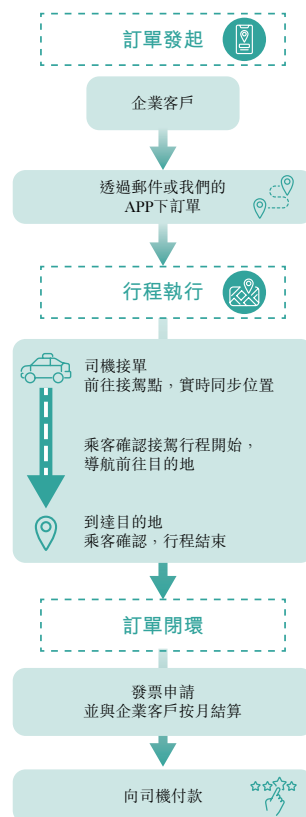 訂單發起
企業客戶
透過郵件或我們的
APP下訂單
行程執行
司機接單
前往接駕點，實時同步位置
乘客確認接駕行程開始，
導航前往目的地
到達目的地
乘客確認，行程結束
訂單閉環
發票申請
並與企業客戶按月結算
向司機付款